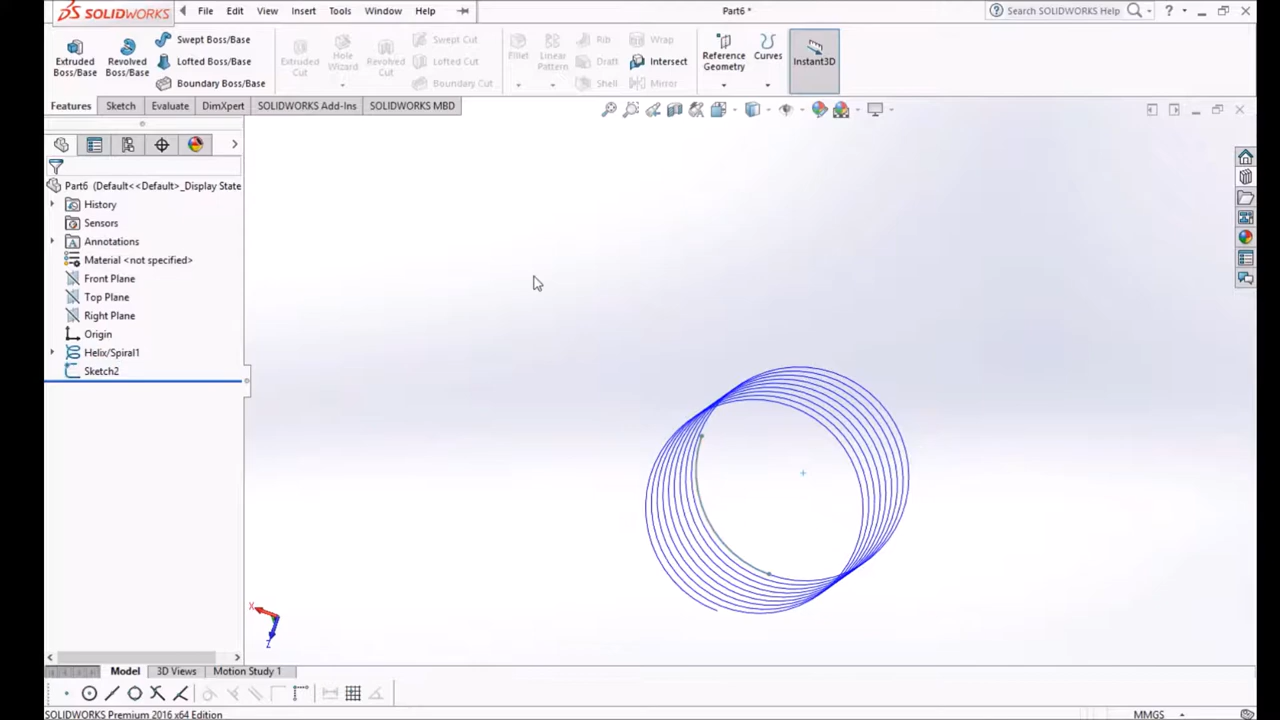 SOLIDWORKS File Edit View Insert Tools Window Help Part6 * Search SOLIDWORKS Help ?
Extruded Boss/Base
Revolved Boss/Base
Swept Boss/Base
Lofted Boss/Base
Boundary Boss/Base
Extruded Cut
Hole Wizard
Revolved Cut
Swept Cut
Lofted Cut
Boundary Cut
Fillet
Linear Pattern
Rib
Draft
Shell
Wrap
Intersect
Mirror
Reference Geometry
Curves
Instant3D
Features Sketch Evaluate DimXpert SOLIDWORKS Add-Ins SOLIDWORKS MBD
Part6 (Default<<Default>_Display State
History
Sensors
Annotations
Material <not specified>
Front Plane
Top Plane
Right Plane
Origin
Helix/Spiral1
Sketch2
X
Z
Model 3D Views Motion Study 1
SOLIDWORKS Premium 2016 x64 Edition MMGS